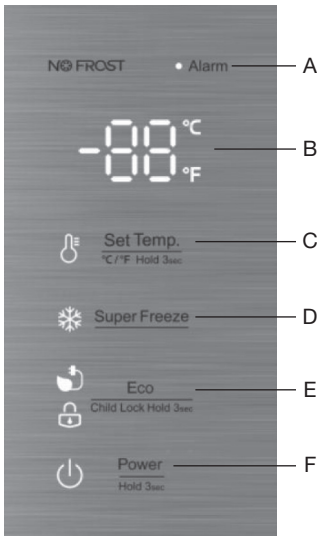 NO FROST
Alarm
A
-88 °C
°F
B
Set Temp.
°C/°F Hold 3sec
C
Super Freeze
D
Eco
Child Lock Hold 3sec
E
Power
Hold 3sec
F